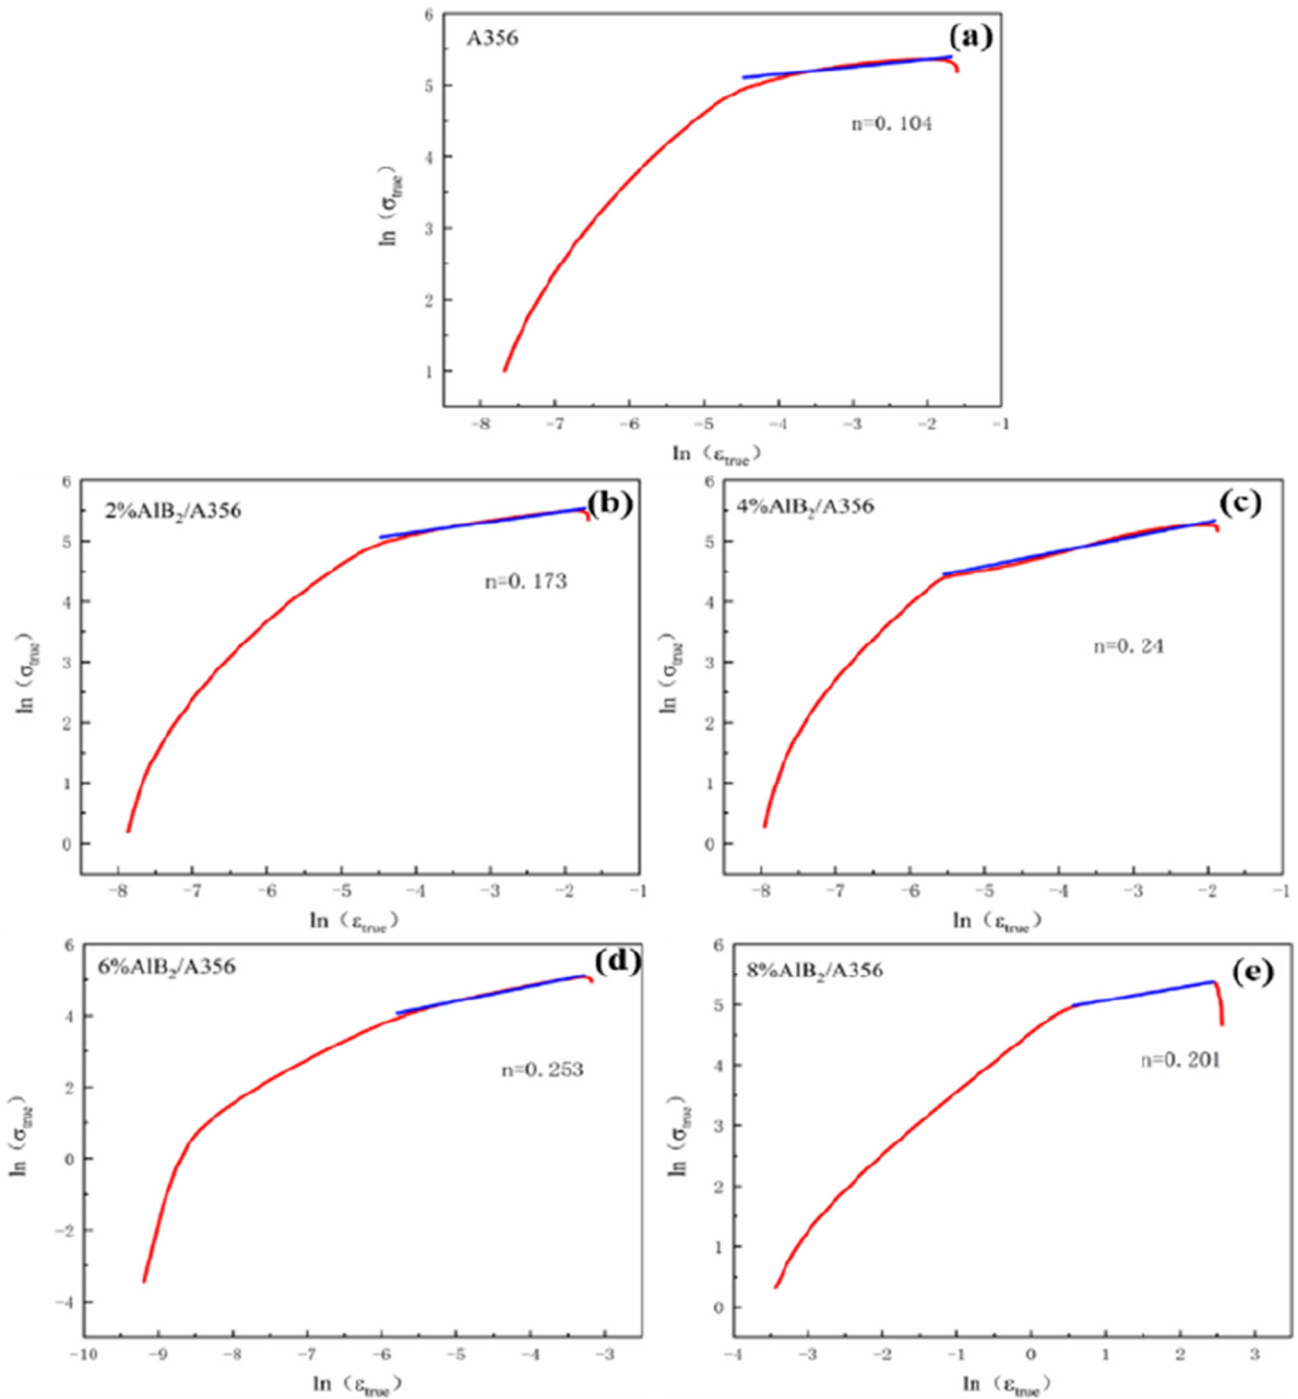 A356
(a)
6
5
4
3
2
1
n=0.104
ln (σtrue)
-8 -7 -6 -5 -4 -3 -2 -1
ln (εtrue)
2%AlB2/A356
(b)
6
5
4
3
2
1
0
n=0.173
ln (σtrue)
-8 -7 -6 -5 -4 -3 -2 -1
ln (εtrue)
4%AlB2/A356
(c)
6
5
4
3
2
1
0
n=0.24
ln (σtrue)
-8 -7 -6 -5 -4 -3 -2 -1
ln (εtrue)
6%AlB2/A356
(d)
6
4
2
0
-2
-4
n=0.253
ln (σtrue)
-10 -9 -8 -7 -6 -5 -4 -3
ln (εtrue)
8%AlB2/A356
(e)
6
5
4
3
2
1
0
n=0.201
ln (σtrue)
-4 -3 -2 -1 0 1 2 3
ln (εtrue)